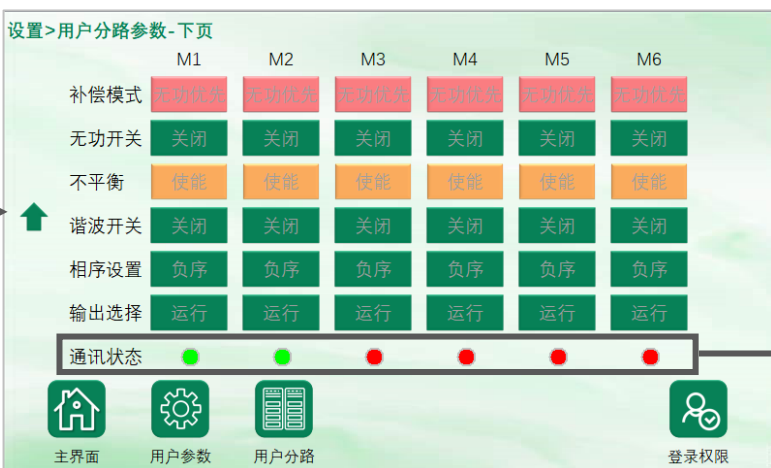 设置>用户分路参数-下页
M1 M2 M3 M4 M5 M6
补偿模式 无功优先 无功优先 无功优先 无功优先 无功优先 无功优先
无功开关 关闭 关闭 关闭 关闭 关闭 关闭
不平衡 使能 使能 使能 使能 使能 使能
谐波开关 关闭 关闭 关闭 关闭 关闭 关闭
相序设置 负序 负序 负序 负序 负序 负序
输出选择 运行 运行 运行 运行 运行 运行
通讯状态
主界面 用户参数 用户分路 登录权限